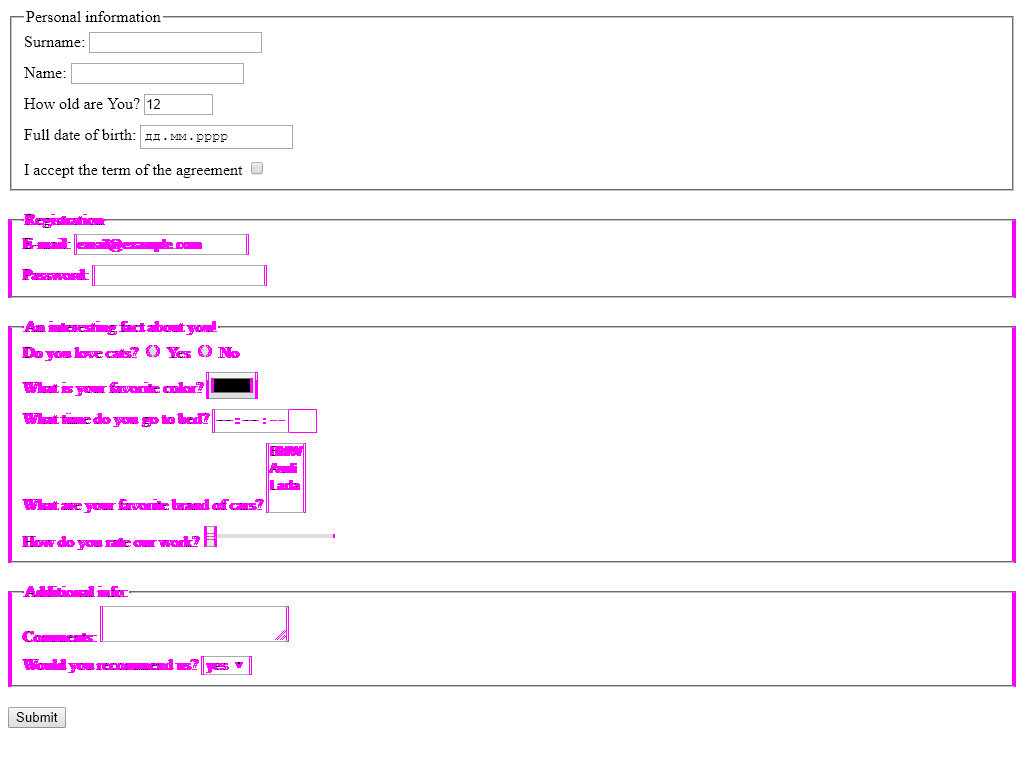 Personal information
Surname:
Name:
How old are You? 12
Full date of birth: дд.мм.рррр
I accept the term of the agreement
Registration
E-mail: email@example.com
Password:
An interesting fact about you!
Do you love cats? Yes No
What is your favorite color?
What time do you go to bed? --:--:--
BMW
Audi
Lada
What are your favorite brand of cars?
How do you rate our work?
Additional info:
Comments:
Would you recommend us? yes
Submit